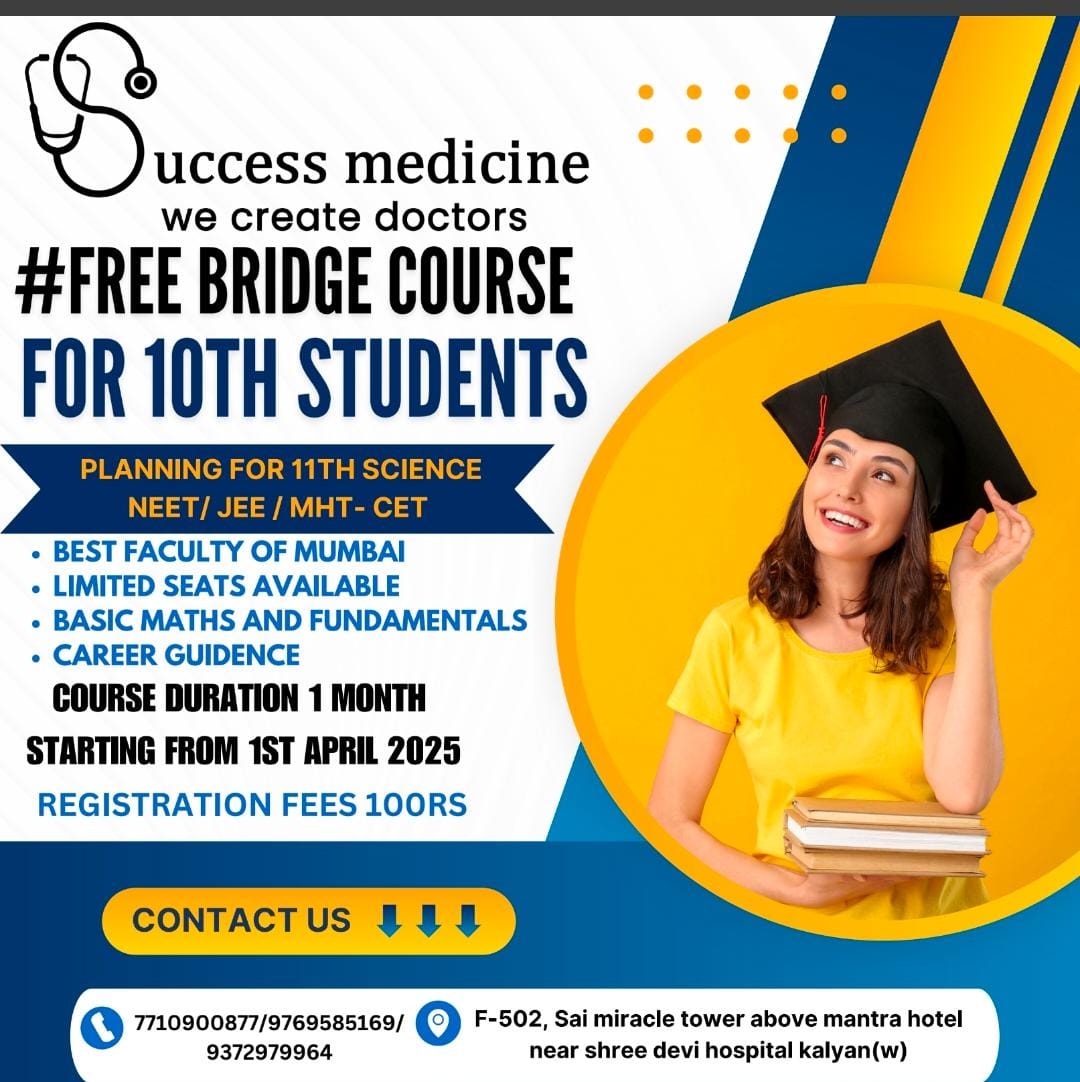 Success medicine
we create doctors
#FREE BRIDGE COURSE
FOR 10TH STUDENTS
PLANNING FOR 11TH SCIENCE
NEET/ JEE / MHT- CET
• BEST FACULTY OF MUMBAI
• LIMITED SEATS AVAILABLE
• BASIC MATHS AND FUNDAMENTALS
• CAREER GUIDENCE
COURSE DURATION 1 MONTH
STARTING FROM 1ST APRIL 2025
REGISTRATION FEES 100RS
CONTACT US
7710900877/9769585169/
9372979964
F-502, Sai miracle tower above mantra hotel
near shree devi hospital kalyan(w)